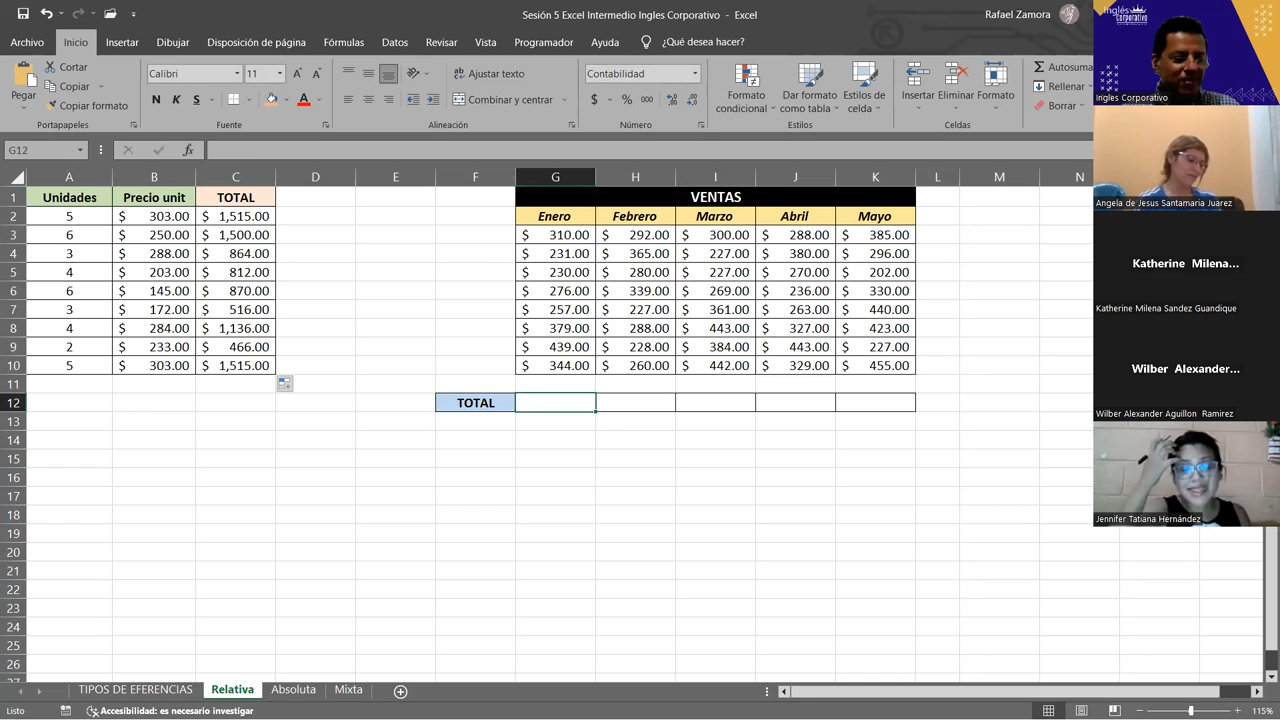 Sesión 5 Excel Intermedio Ingles Corporativo - Excel
Rafael Zamora
Archivo Inicio Insertar Dibujar Disposición de página Fórmulas Datos Revisar Vista Programador Ayuda ¿Qué desea hacer?
Pegar
Cortar
Copiar
Copiar formato
Portapapeles
Calibri 11
N K S
Fuente
Ajustar texto
Combinar y centrar
Alineación
Contabilidad
$ % 000
Número
Formato condicional
Dar formato como tabla
Estilos de celda
Estilos
Insertar Eliminar Formato
Celdas
Autosuma
Rellenar
Borrar
G12
fx
A B C D E F G H I J K L M N
1 Unidades Precio unit TOTAL VENTAS
2 5 $ 303.00 $ 1,515.00 Enero Febrero Marzo Abril Mayo
3 6 $ 250.00 $ 1,500.00 $ 310.00 $ 292.00 $ 300.00 $ 288.00 $ 385.00
4 3 $ 288.00 $ 864.00 $ 231.00 $ 365.00 $ 227.00 $ 380.00 $ 296.00
5 4 $ 203.00 $ 812.00 $ 230.00 $ 280.00 $ 227.00 $ 270.00 $ 202.00
6 6 $ 145.00 $ 870.00 $ 276.00 $ 339.00 $ 269.00 $ 236.00 $ 330.00
7 3 $ 172.00 $ 516.00 $ 257.00 $ 227.00 $ 361.00 $ 263.00 $ 440.00
8 4 $ 284.00 $ 1,136.00 $ 379.00 $ 288.00 $ 443.00 $ 327.00 $ 423.00
9 2 $ 233.00 $ 466.00 $ 439.00 $ 228.00 $ 384.00 $ 443.00 $ 227.00
10 5 $ 303.00 $ 1,515.00 $ 344.00 $ 260.00 $ 442.00 $ 329.00 $ 455.00
11
12 TOTAL
13
14
15
16
17
18
19
20
21
22
23
24
25
26
TIPOS DE EFERENCIAS Relativa Absoluta Mixta
Listo
Accesibilidad: es necesario investigar
115%
Inglés
Corporativo
Ingles Corporativo
Angela de Jesus Santamaria Juarez
Katherine Milena...
Katherine Milena Sandez Guandique
Wilber Alexander...
Wilber Alexander Aguillon Ramirez
Jennifer Tatiana Hernández